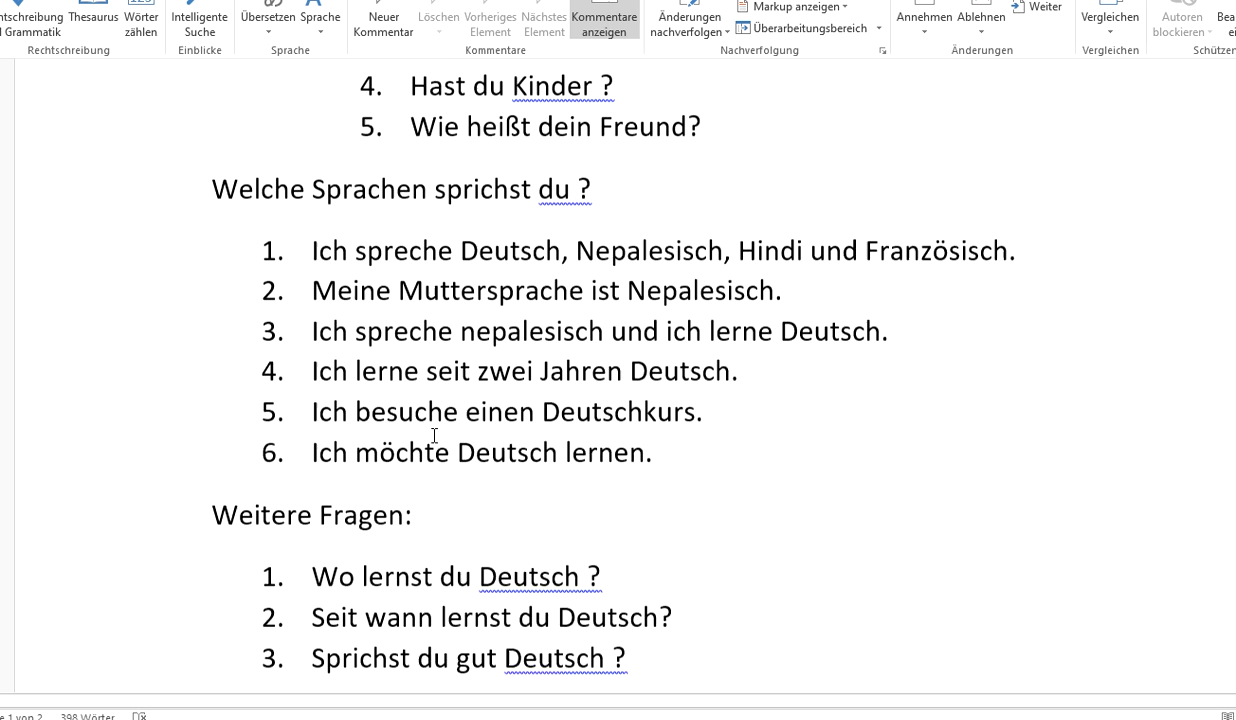 Thesaurus Wörter Intelligente Übersetzen Sprache Neuer Löschen Vorheriges Nächstes Kommentare Änderungen Markup anzeigen Annehmen Ablehnen Weiter Vergleichen Autoren
Grammatik zählen Suche Kommentar Element Element anzeigen nachverfolgen Überarbeitungsbereich blockieren
Rechtschreibung Einblicke Sprache Kommentare Nachverfolgung Änderungen Vergleichen
4. Hast du Kinder ?
5. Wie heißt dein Freund?
Welche Sprachen sprichst du ?
1. Ich spreche Deutsch, Nepalesisch, Hindi und Französisch.
2. Meine Muttersprache ist Nepalesisch.
3. Ich spreche nepalesisch und ich lerne Deutsch.
4. Ich lerne seit zwei Jahren Deutsch.
5. Ich besuche einen Deutschkurs.
6. Ich möchte Deutsch lernen.
Weitere Fragen:
1. Wo lernst du Deutsch ?
2. Seit wann lernst du Deutsch?
3. Sprichst du gut Deutsch ?
1 von 2 398 Wörter